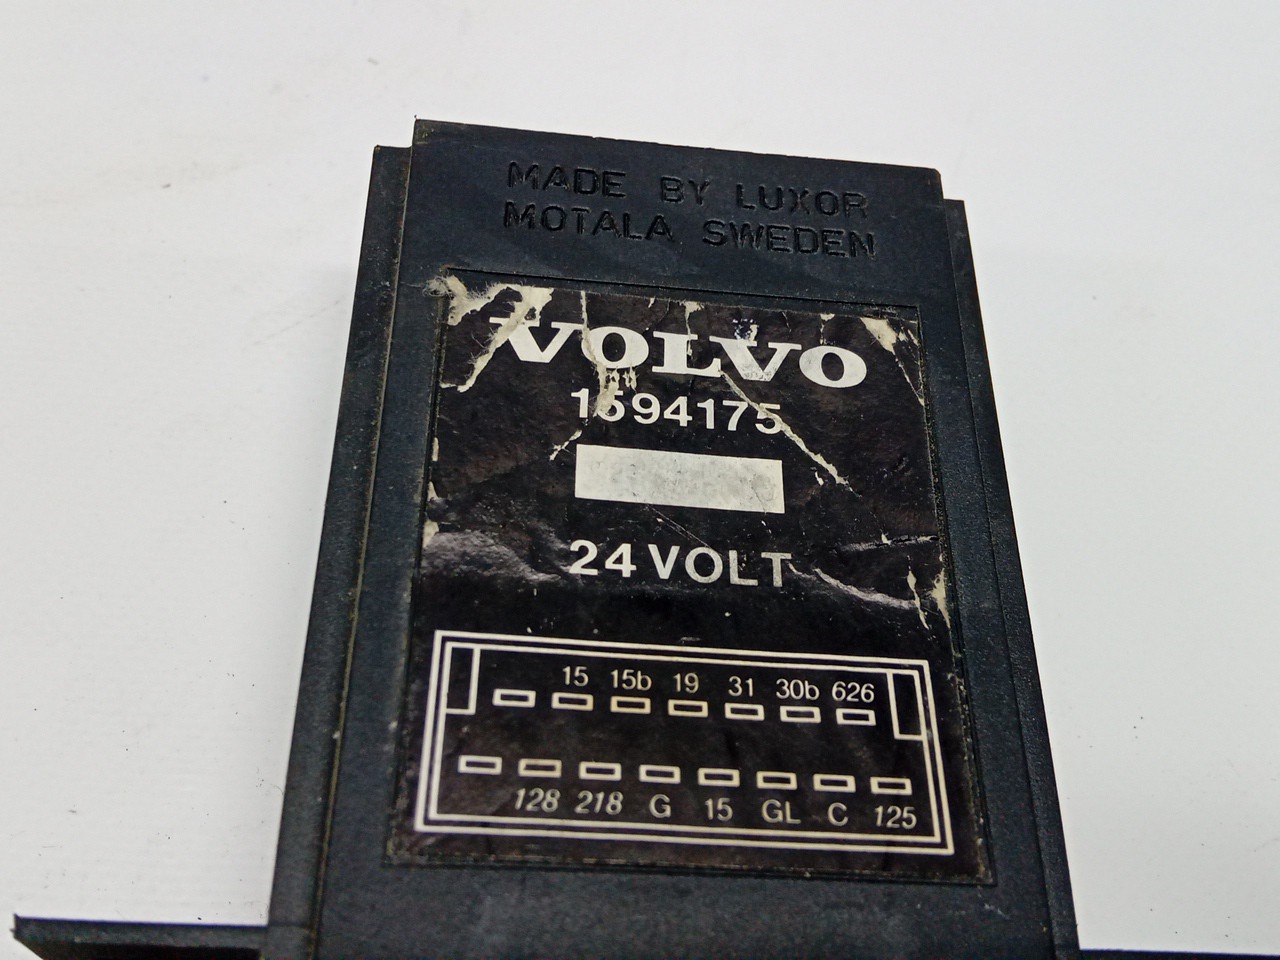 MADE BY LUXOR
MOTALA SWEDEN
VOLVO
1594175
24 VOLT
15 15b 19 31 30b 626
128 218 G 15 GL C 125